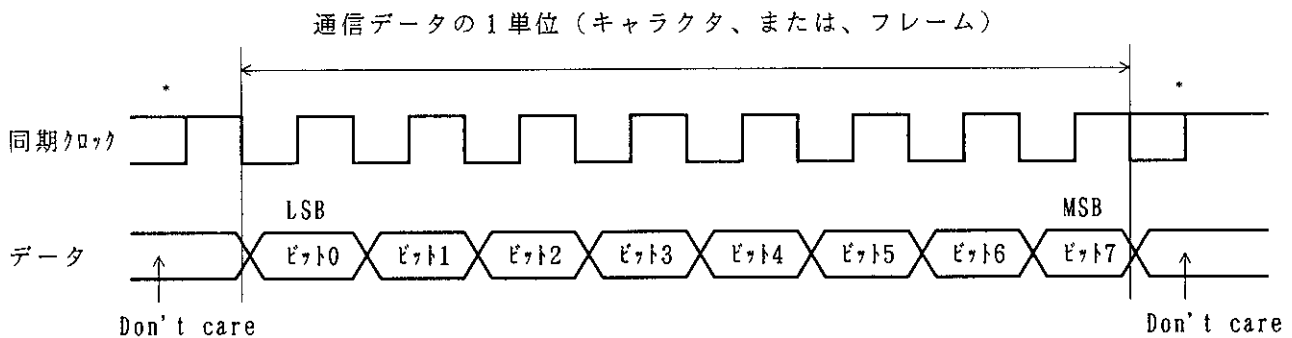 通信データの1単位（キャラクタ、または、フレーム）
* *
同期ｸﾛｯｸ
LSB MSB
データ ﾋﾞｯﾄ0 ﾋﾞｯﾄ1 ﾋﾞｯﾄ2 ﾋﾞｯﾄ3 ﾋﾞｯﾄ4 ﾋﾞｯﾄ5 ﾋﾞｯﾄ6 ﾋﾞｯﾄ7
Don't care Don't care